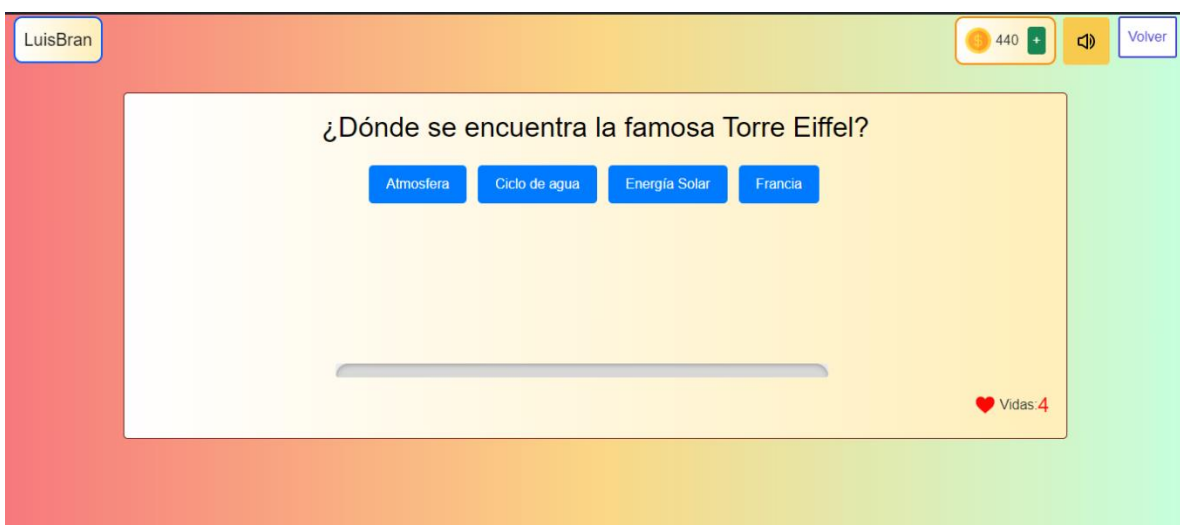 LuisBran
440 +
Volver
¿Dónde se encuentra la famosa Torre Eiffel?
Atmosfera Ciclo de agua Energía Solar Francia
Vidas:4